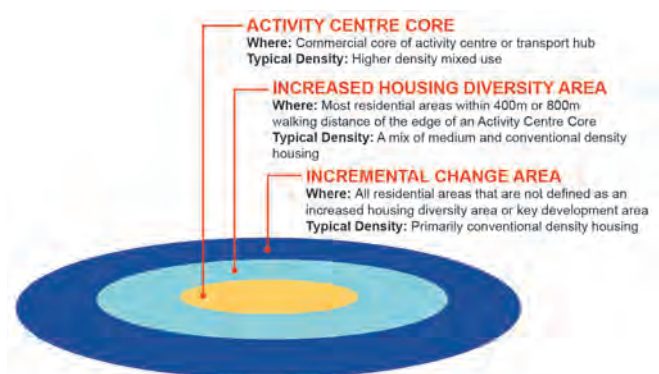 ACTIVITY CENTRE CORE
Where: Commercial core of activity centre or transport hub
Typical Density: Higher density mixed use
INCREASED HOUSING DIVERSITY AREA
Where: Most residential areas within 400m or 800m
walking distance of the edge of an Activity Centre Core
Typical Density: A mix of medium and conventional density
housing
INCREMENTAL CHANGE AREA
Where: All residential areas that are not defined as an
increased housing diversity area or key development area
Typical Density: Primarily conventional density housing